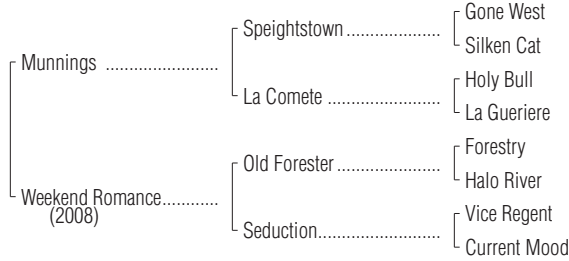 Gone West
Speightstown ....................
Silken Cat
Munnings ........................
Holy Bull
La Comete ........................
La Gueriere
Forestry
Old Forester ......................
Halo River
Weekend Romance............
(2008)
Vice Regent
Seduction..........................
Current Mood